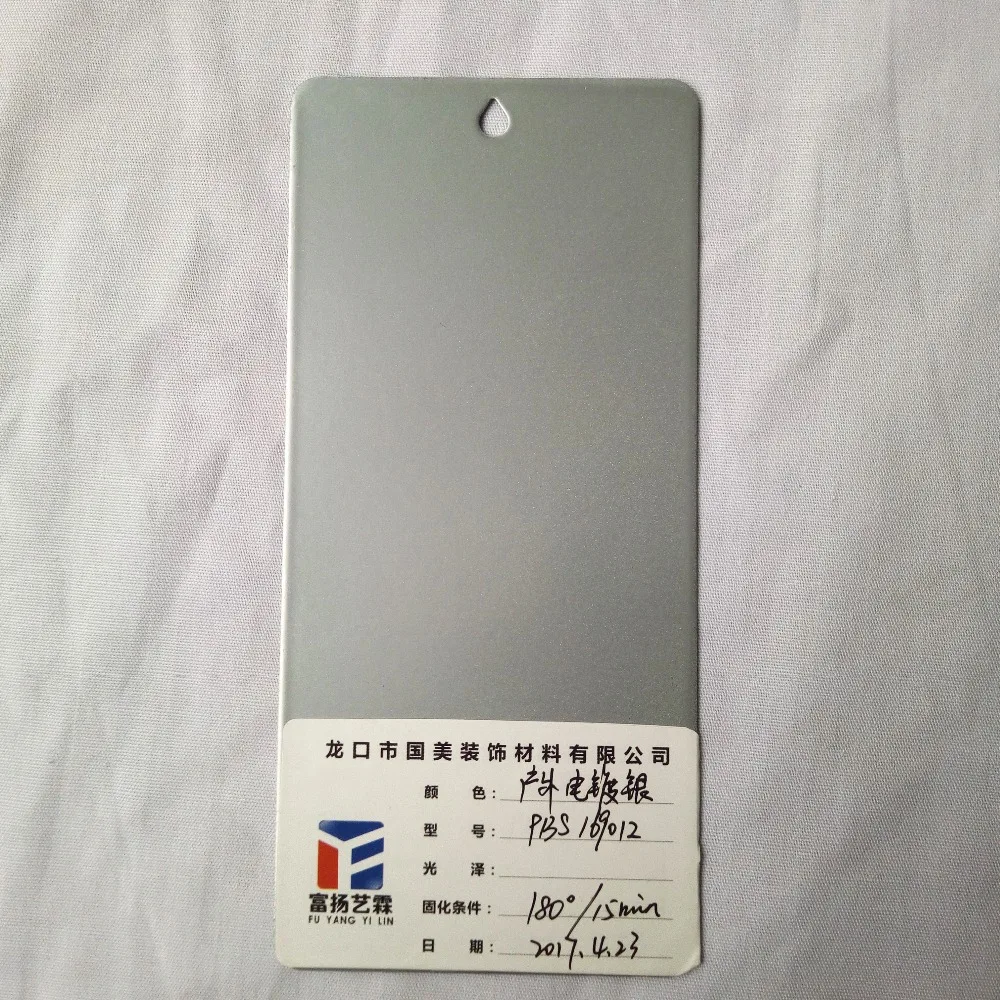 龙口市国美装饰材料有限公司
颜 色: 户外电镀银
型 号: PBS 169012
光 泽:
固化条件: 180°/15min
日 期: 2017.4.23
富扬艺霖
FU YANG YI LIN